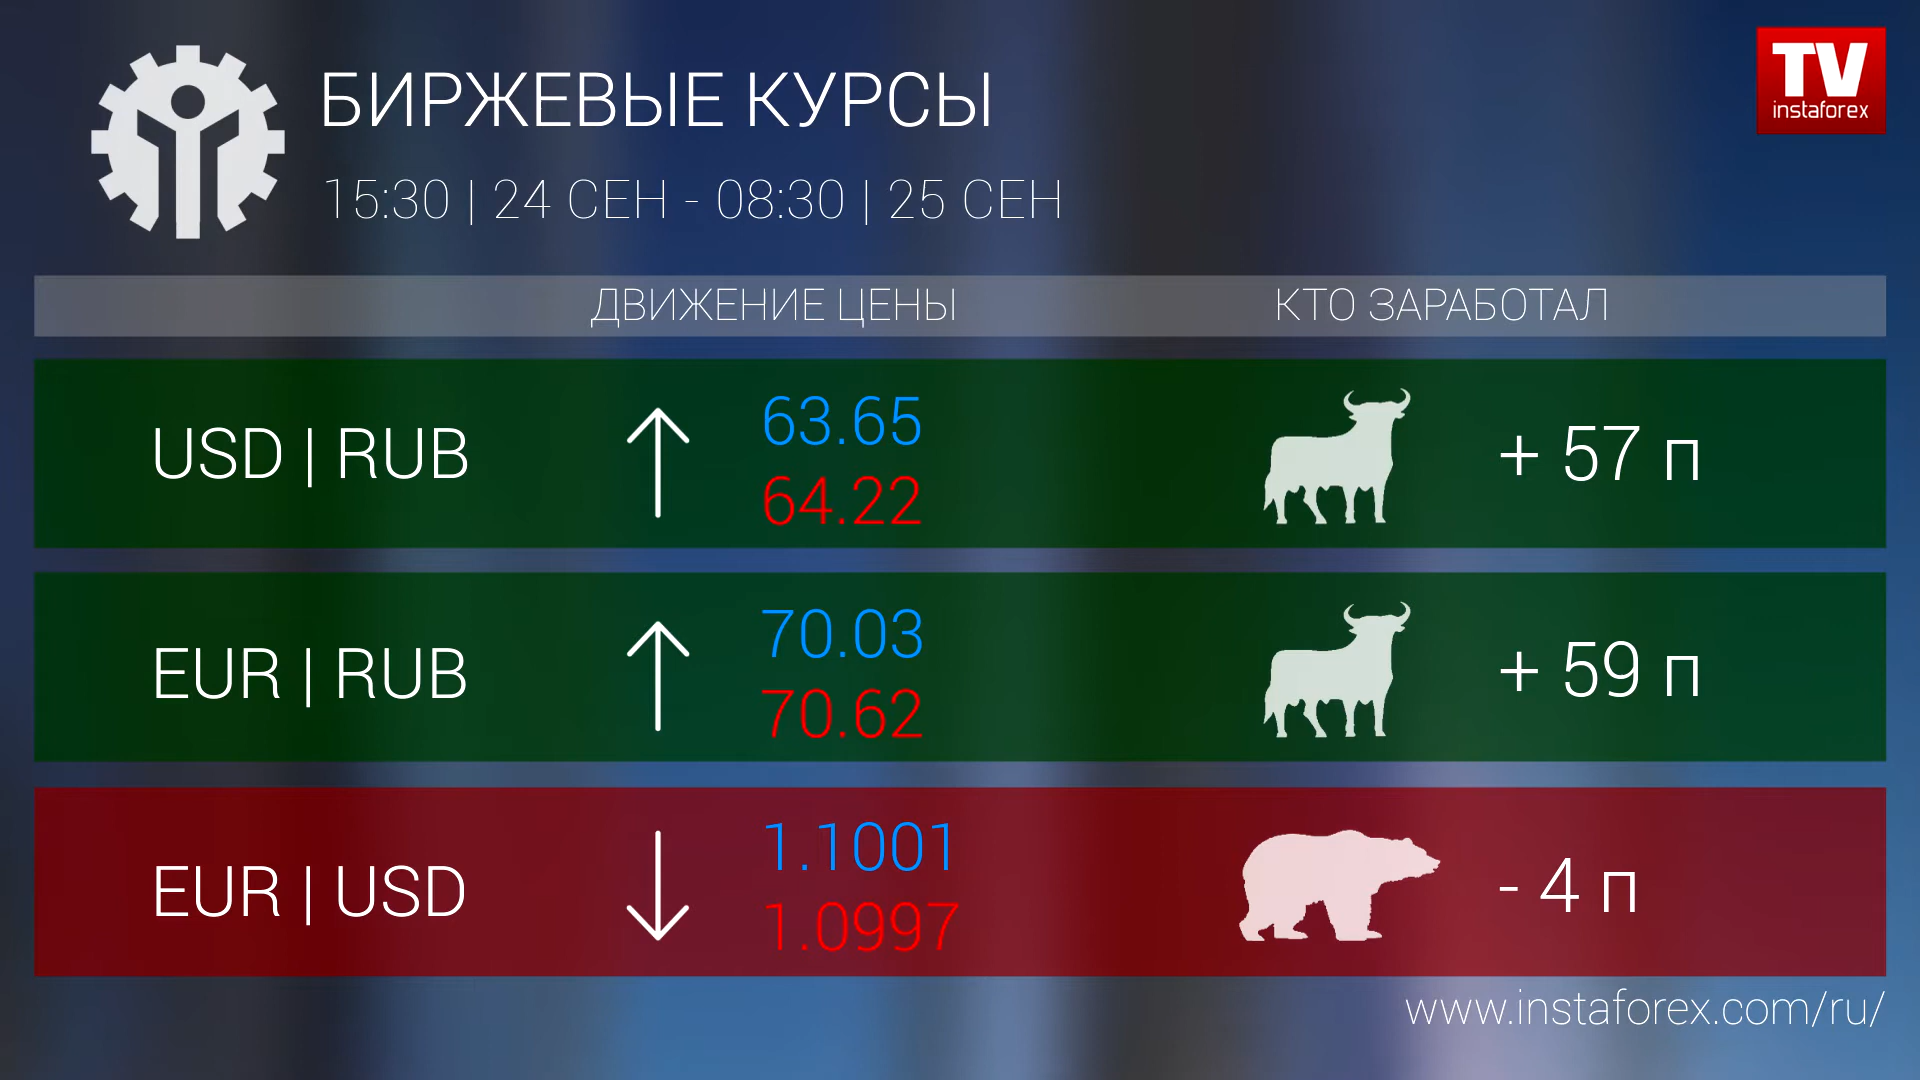 БИРЖЕВЫЕ КУРСЫ
TV
instaforex
15:30 | 24 СЕН - 08:30 | 25 СЕН
ДВИЖЕНИЕ ЦЕНЫ КТО ЗАРАБОТАЛ
USD | RUB 63.65 64.22 + 57 п
EUR | RUB 70.03 70.62 + 59 п
EUR | USD 1.1001 1.0997 - 4 п
www.instaforex.com/ru/